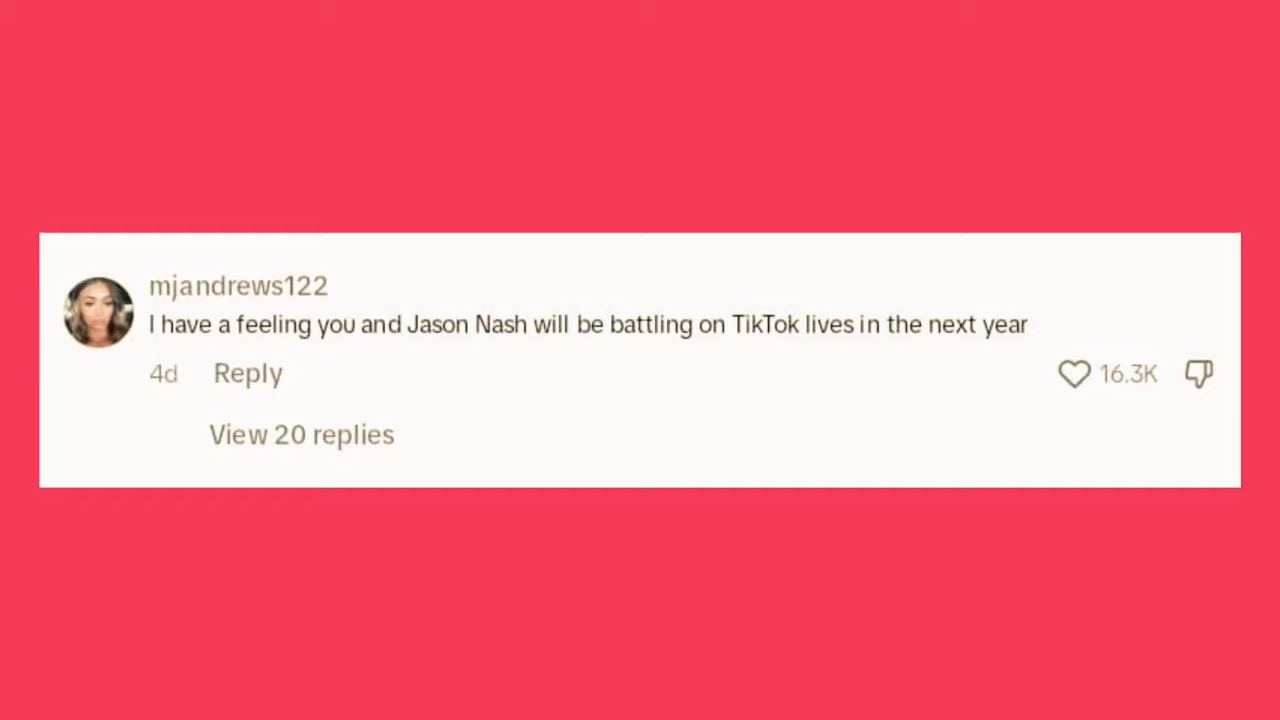 mjandrews122
I have a feeling you and Jason Nash will be battling on TikTok lives in the next year
4d Reply 16.3K
View 20 replies